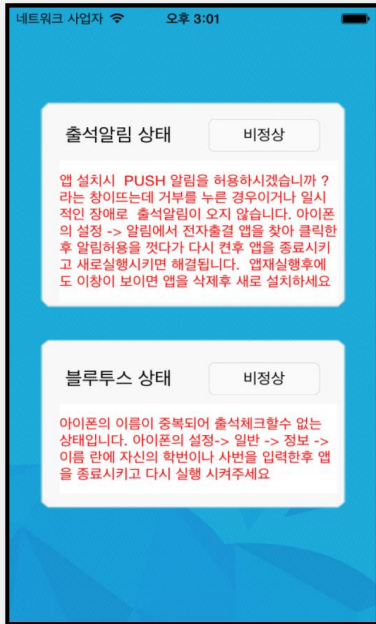 네트워크 사업자 오후 3:01
출석알림 상태 비정상
앱 설치시 PUSH 알림을 허용하시겠습니까 ?
라는 창이뜨는데 거부를 누른 경우이거나 일시
적인 장애로 출석알림이 오지 않습니다. 아이폰
의 설정 -> 알림에서 전자출결 앱을 찾아 클릭한
후 알림허용을 껏다가 다시 켠후 앱을 종료시키
고 새로실행시키면 해결됩니다. 앱재실행후에
도 이창이 보이면 앱을 삭제후 새로 설치하세요
블루투스 상태 비정상
아이폰의 이름이 중복되어 출석체크할수 없는
상태입니다. 아이폰의 설정-> 일반 -> 정보 ->
이름 란에 자신의 학번이나 사번을 입력한후 앱
을 종료시키고 다시 실행 시켜주세요